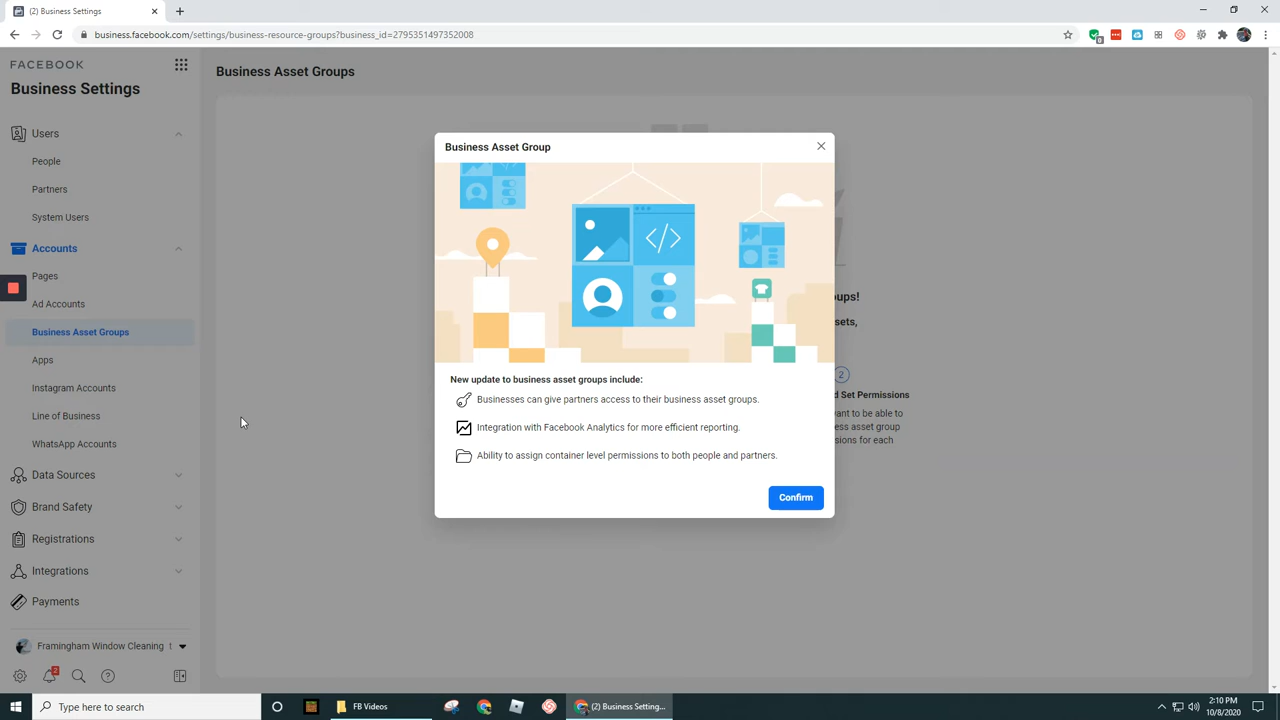 (2) Business Settings
business.facebook.com/settings/business-resource-groups?business_id=2795351497352008
8
FACEBOOK
Business Settings
Users
People
Partners
System Users
Accounts
Pages
Ad Accounts
Business Asset Groups
Apps
Instagram Accounts
Line of Business
WhatsApp Accounts
Data Sources
Brand Safety
Registrations
Integrations
Payments
Framingham Window Cleaning t
2
Business Asset Groups
Business Asset Group
</>
New update to business asset groups include:
Businesses can give partners access to their business asset groups.
Integration with Facebook Analytics for more efficient reporting.
Ability to assign container level permissions to both people and partners.
Confirm
ups!
sets,
2
d Set Permissions
ant to be able to
ess asset group
sions for each
Type here to search
FB Videos
(2) Business Setting...
2:10 PM
10/8/2020